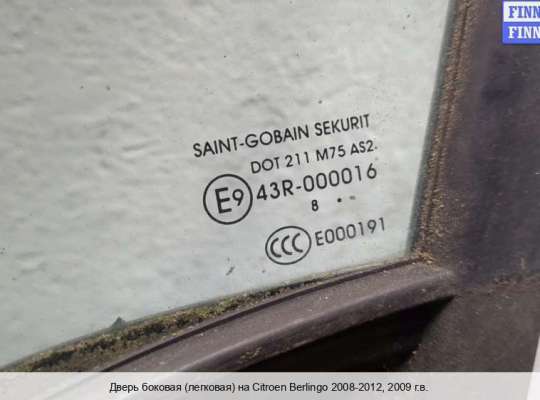 FINN
FINN
SAINT-GOBAIN SEKURIT
DOT 211 M75 AS2.
E9 43R-000016
8 . .
CCC E000191
Дверь боковая (легковая) на Citroen Berlingo 2008-2012, 2009 г.в.